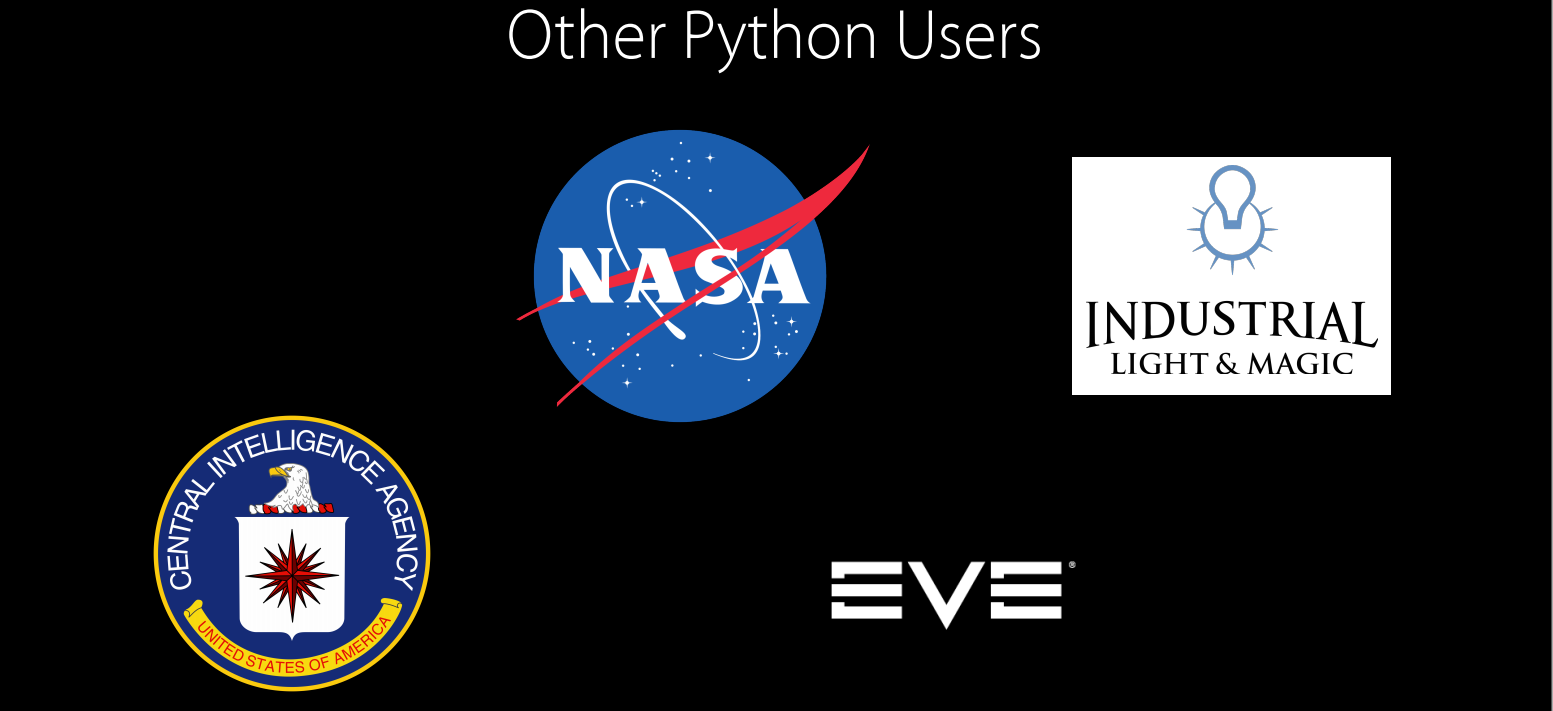 Other Python Users
NASA
INDUSTRIAL
LIGHT & MAGIC
CENTRAL INTELLIGENCE AGENCY
UNITED STATES OF AMERICA
EVE®